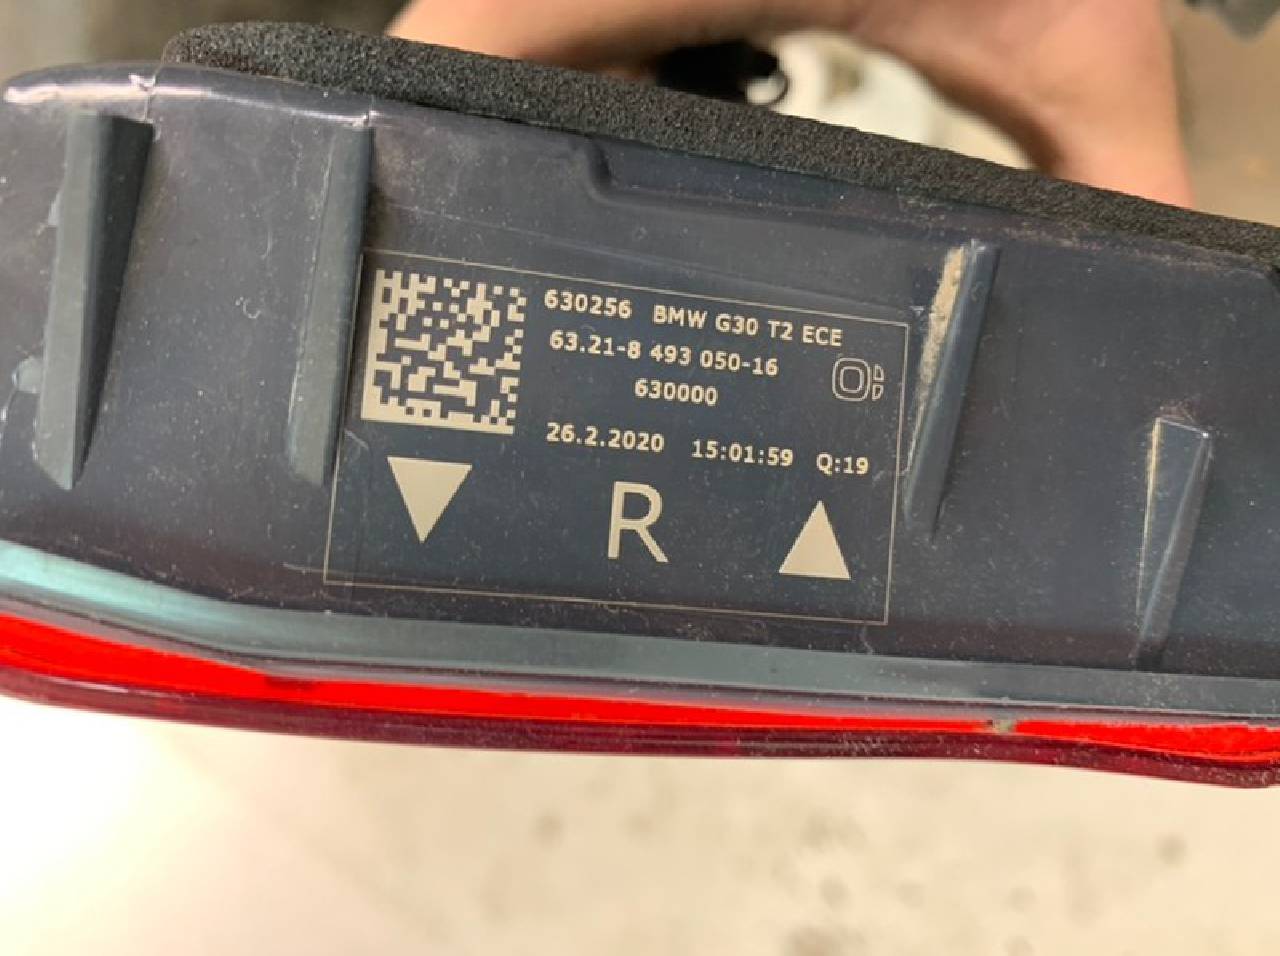 630256 BMW G30 T2 ECE
63.21-8 493 050-16
630000
26.2.2020 15:01:59 Q:19
R